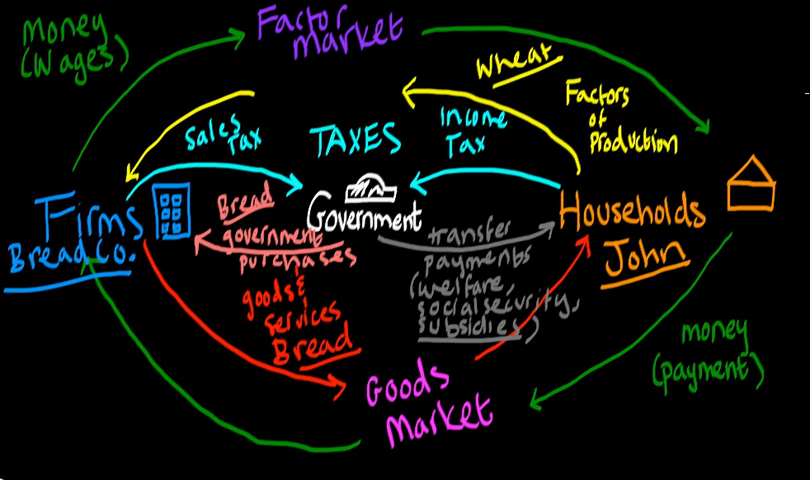 money
(Wages)
Factor
market
Wheat
Factors
of
Production
Sales
Tax
TAXES
Income
Tax
Firms
Bread Co.
Bread
government
purchases
Government
transfer
payments
(welfare,
social security,
subsidies)
Households
John
goods &
services
Bread
Goods
Market
money
(payment)